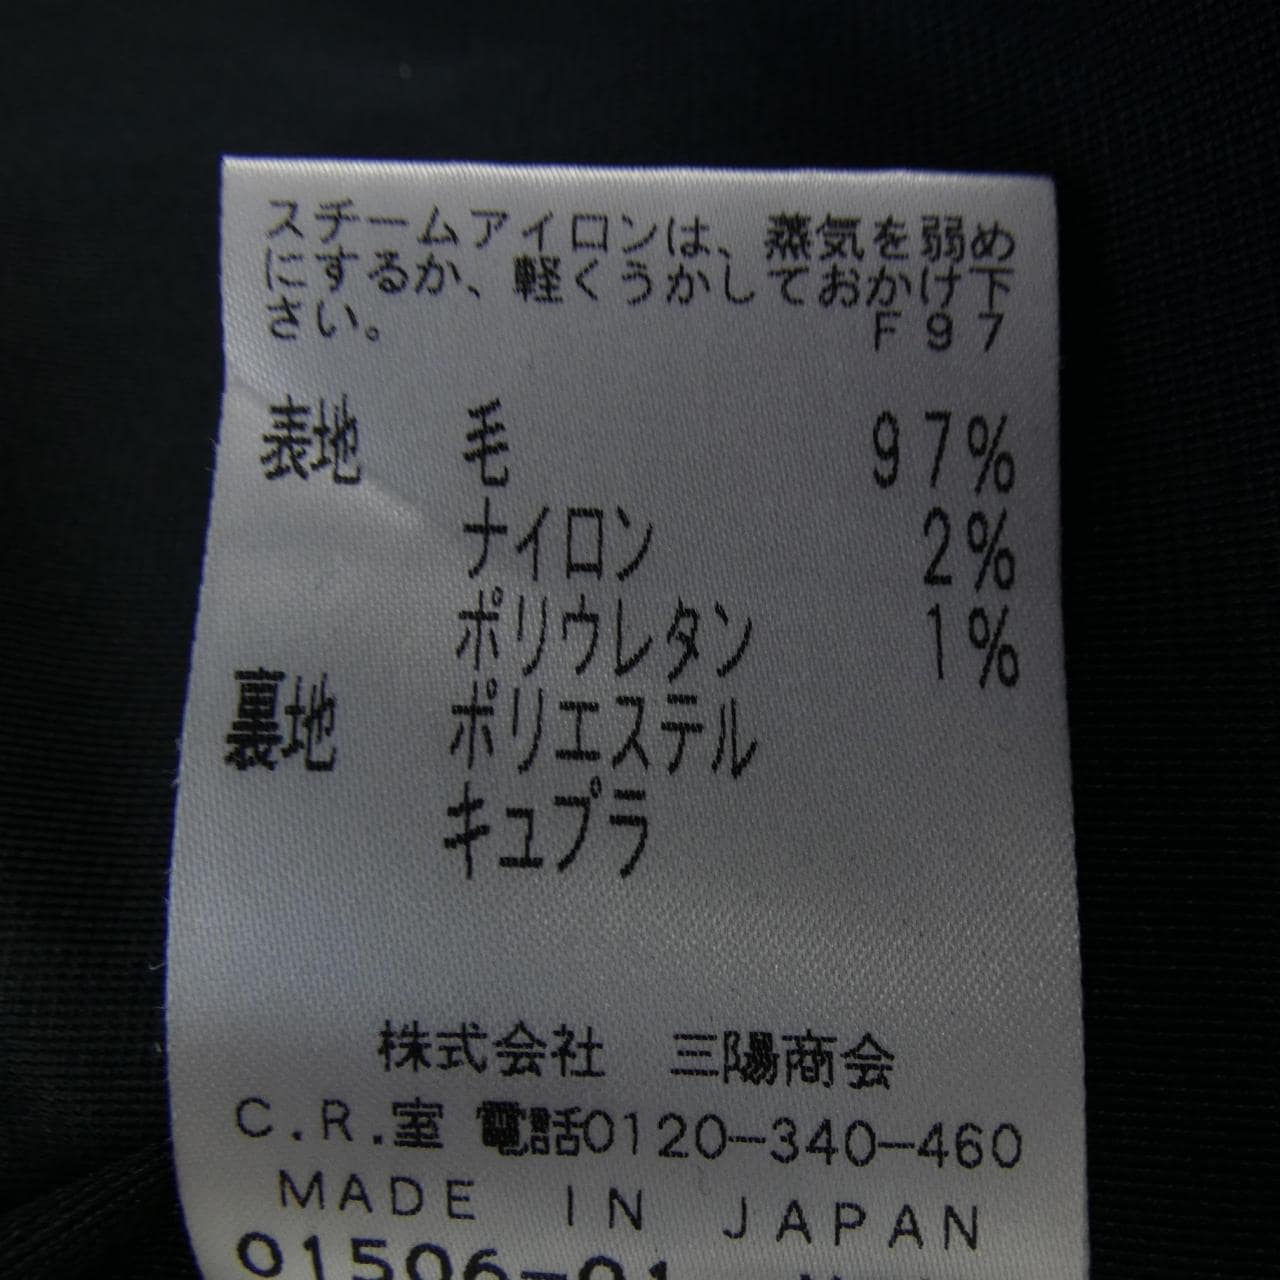 スチームアイロンは、蒸気を弱め
にするか、軽くうかしておかけ下
さい。 F97
表地 毛 97%
ナイロン 2%
ポリウレタン 1%
裏地 ポリエステル
キュプラ
株式会社 三陽商会
C.R.室 電話0120-340-460
MADE IN JAPAN
01506-01